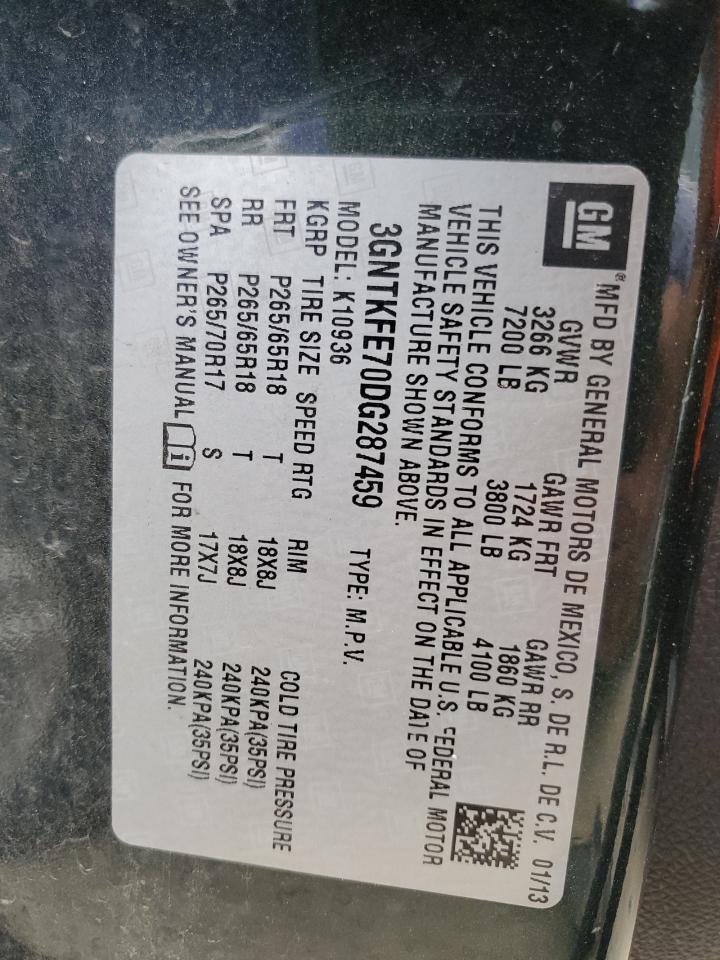 GM
® MFD BY GENERAL MOTORS DE MEXICO, S. DE R.L. DE C.V. 01/13
GVWR GAWR FRT GAWR RR
3266 KG 1724 KG 1860 KG
7200 LB 3800 LB 4100 LB
THIS VEHICLE CONFORMS TO ALL APPLICABLE U.S. FEDERAL MOTOR
VEHICLE SAFETY STANDARDS IN EFFECT ON THE DATE OF
MANUFACTURE SHOWN ABOVE.
3GNTKFE70DG287459 TYPE: M.P.V.
MODEL: K10936
KGRP TIRE SIZE SPEED RTG RIM COLD TIRE PRESSURE
FRT P265/65R18 T 18X8J 240KPA(35PSI)
RR P265/65R18 T 18X8J 240KPA(35PSI)
SPA P265/70R17 S 17X7J 240KPA(35PSI)
SEE OWNER'S MANUAL i FOR MORE INFORMATION.